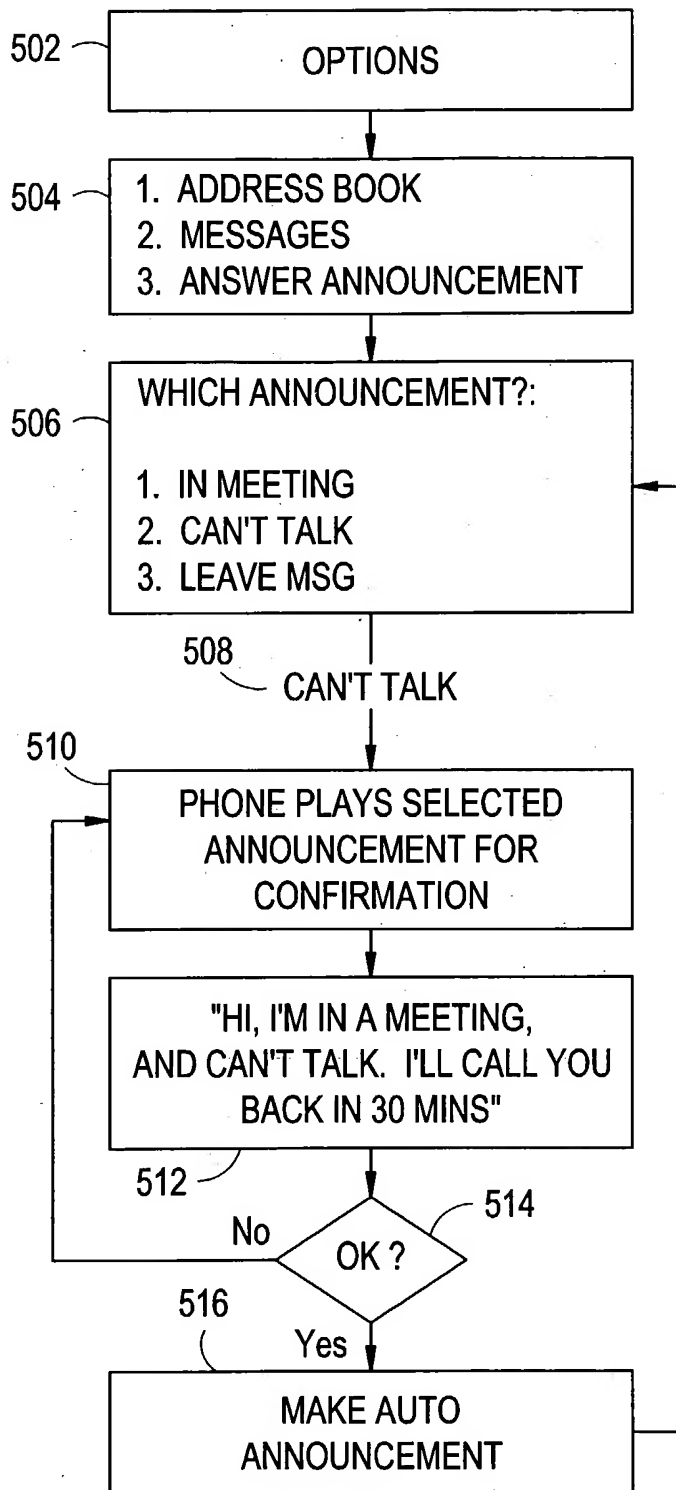 502
OPTIONS
504
1. ADDRESS BOOK
2. MESSAGES
3. ANSWER ANNOUNCEMENT
506
WHICH ANNOUNCEMENT?:
1. IN MEETING
2. CAN'T TALK
3. LEAVE MSG
508
CAN'T TALK
510
PHONE PLAYS SELECTED
ANNOUNCEMENT FOR
CONFIRMATION
"HI, I'M IN A MEETING,
AND CAN'T TALK. I'LL CALL YOU
BACK IN 30 MINS"
512
514
No
OK ?
516
Yes
MAKE AUTO
ANNOUNCEMENT